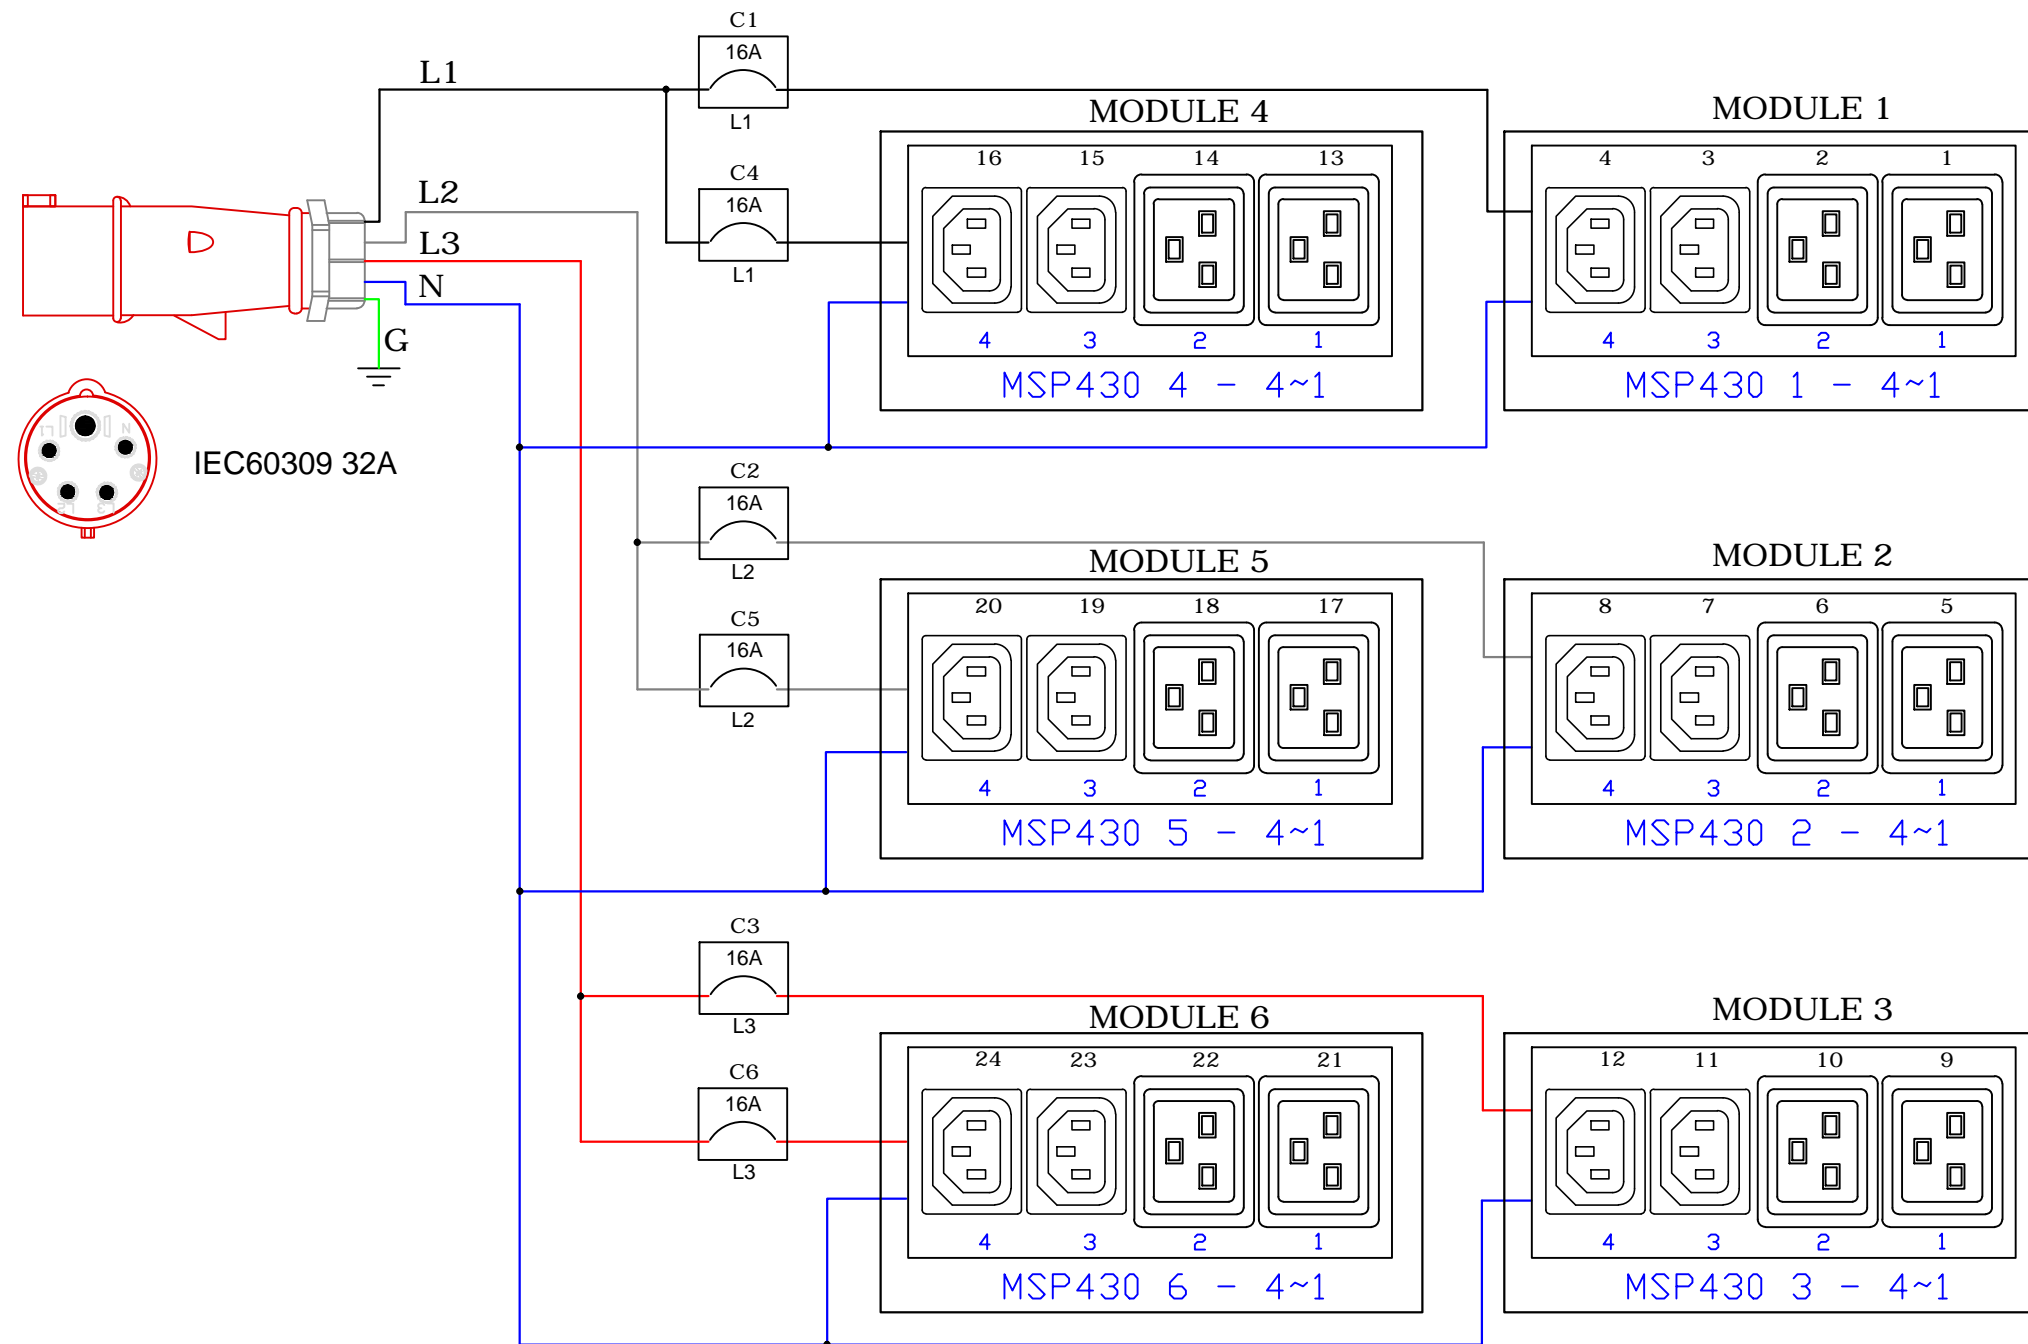 C1
16A
L1
L1
MODULE 4
MODULE 1
C4
16A
L1
16 15 14 13
4 3 2 1
4 3 2 1
4 3 2 1
MSP430 4 - 4~1
MSP430 1 - 4~1
L2
L3
N
G
L1
N
L2
L3
IEC60309 32A
C2
16A
L2
MODULE 5
MODULE 2
C5
16A
L2
20 19 18 17
8 7 6 5
4 3 2 1
4 3 2 1
MSP430 5 - 4~1
MSP430 2 - 4~1
C3
16A
L3
MODULE 6
MODULE 3
C6
16A
L3
24 23 22 21
12 11 10 9
4 3 2 1
4 3 2 1
MSP430 6 - 4~1
MSP430 3 - 4~1